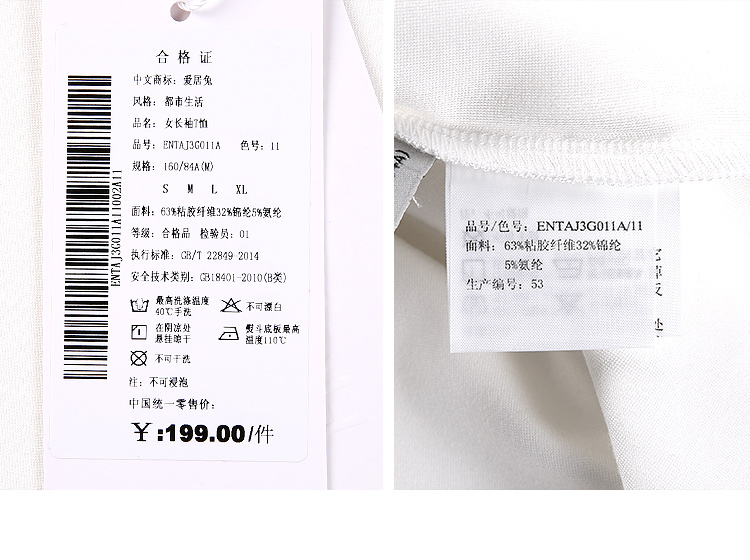 合格证
中文商标：爱居兔
风格：都市生活
品名：女长袖T恤
品号：ENTAJ3G011A 色号：11
规格：160/84A(M)
S M L XL
面料：63%粘胶纤维32%锦纶5%氨纶
等级：合格品 检验员：01
执行标准：GB/T 22849-2014
安全技术类别：GB18401-2010(B类)
最高洗涤温度
40℃手洗
不可漂白
在阴凉处
悬挂晾干
熨斗底板最高
温度110℃
不可干洗
注：不可浸泡
中国统一零售价：
￥:199.00/件
ENTAJ3G011A11002A11
品号/色号：ENTAJ3G011A/11
面料：63%粘胶纤维32%锦纶
5%氨纶
生产编号：53